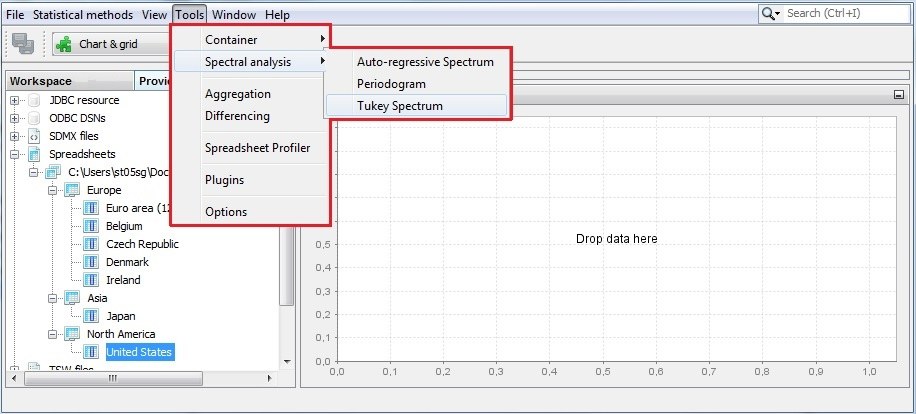 File Statistical methods View Tools Window Help
Search (Ctrl+I)
Chart & grid
Container
Spectral analysis
Aggregation
Differencing
Spreadsheet Profiler
Plugins
Options
Auto-regressive Spectrum
Periodogram
Tukey Spectrum
Workspace
JDBC resource
ODBC DSNs
SDMX files
Spreadsheets
C:\Users\st05sg\Doc
Europe
Euro area (12
Belgium
Czech Republic
Denmark
Ireland
Asia
Japan
North America
United States
TSW files
Drop data here
0,5
0,4
0,3
0,2
0,1
0,0
0,0 0,1 0,2 0,3 0,4 0,5 0,6 0,7 0,8 0,9 1,0